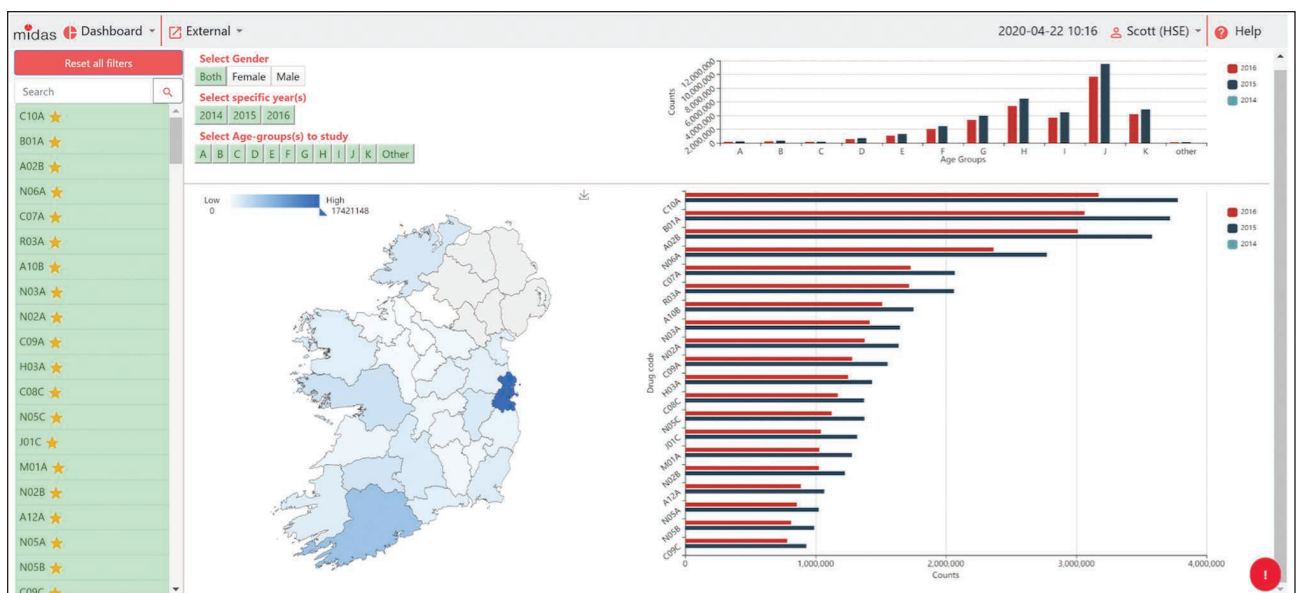 midas Dashboard External 2020-04-22 10:16 Scott (HSE) Help
Reset all filters
Search
C10A
B01A
A02B
N06A
C07A
R03A
A10B
N03A
N02A
C09A
H03A
C08C
N05C
J01C
M01A
N02B
A12A
N05A
N05B
C09C
Select Gender
Both Female Male
Select specific year(s)
2014 2015 2016
Select Age-groups(s) to study
A B C D E F G H I J K Other
Counts
12,000,000
10,000,000
8,000,000
6,000,000
4,000,000
2,000,000
0
A B C D E F G H I J K other
Age Groups
2016
2015
2014
Low High
0 17421148
Drug code
C10A
B01A
A02B
N06A
C07A
R03A
A10B
N03A
N02A
C09A
H03A
C08C
N05C
J01C
M01A
N02B
A12A
N05A
N05B
C09C
0 1,000,000 2,000,000 3,000,000 4,000,000
Counts
2016
2015
2014
!